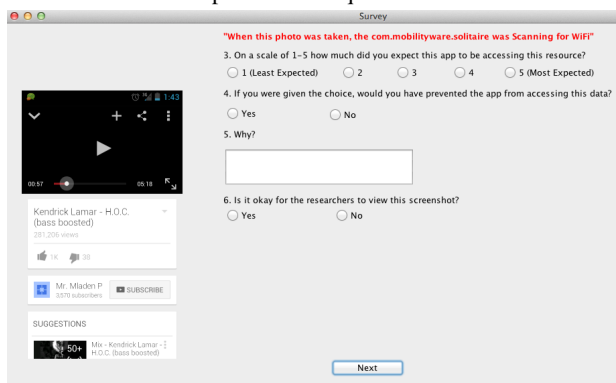 Survey
"When this photo was taken, the com.mobilityware.solitaire was Scanning for WiFi"
3. On a scale of 1–5 how much did you expect this app to be accessing this resource?
1 (Least Expected) 2 3 4 5 (Most Expected)
4. If you were given the choice, would you have prevented the app from accessing this data?
Yes No
5. Why?
6. Is it okay for the researchers to view this screenshot?
Yes No
1:43
00:57 05:18
Kendrick Lamar - H.O.C.
(bass boosted)
281,206 views
1K
Mr. Mladen P
3,570 subscribers
SUBSCRIBE
SUGGESTIONS
50+
Mix - Kendrick Lamar -
H.O.C. (bass boosted)
Next